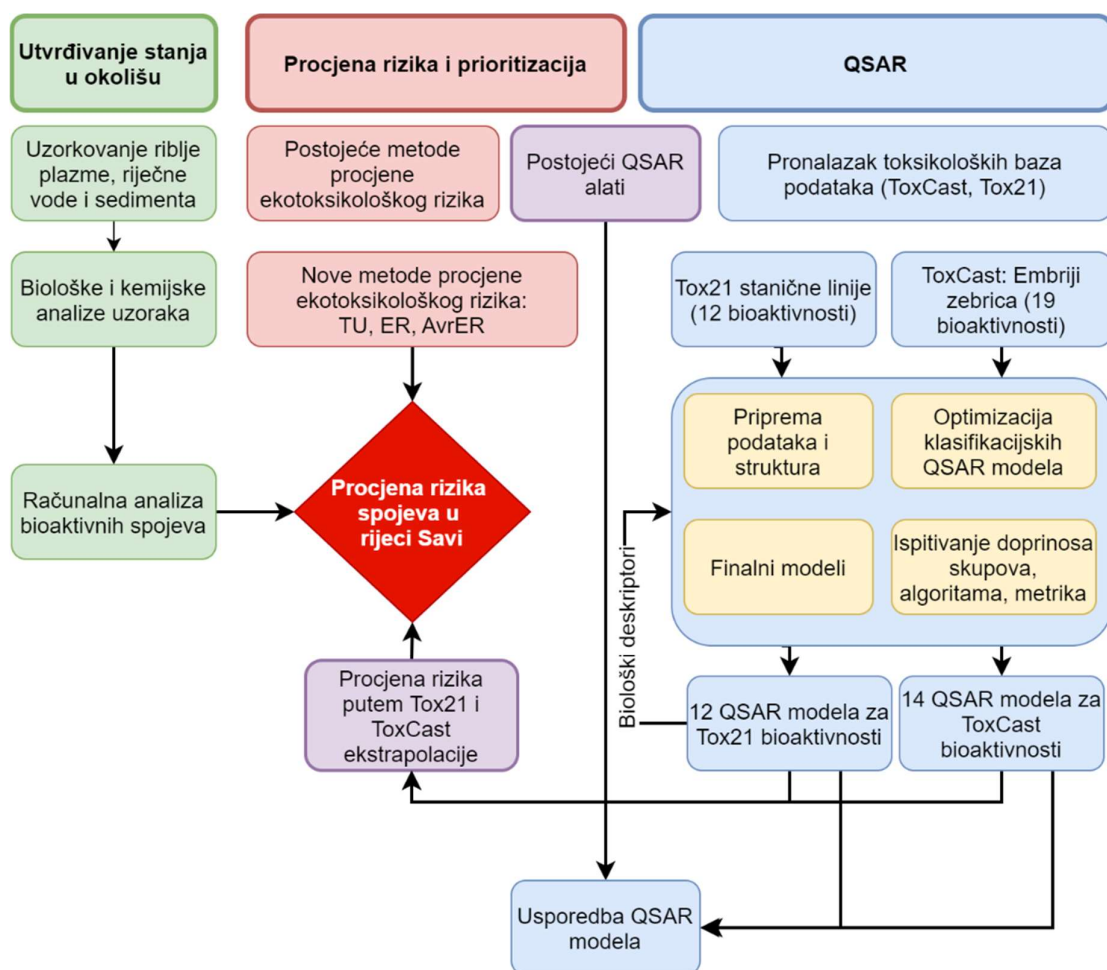 Utvrđivanje stanja
u okolišu
Procjena rizika i prioritizacija
QSAR
Uzorkovanje riblje
plazme, riječne
vode i sedimenta
Postojeće metode
procjene
ekotoksikološkog rizika
Postojeći QSAR
alati
Pronalazak toksikoloških baza
podataka (ToxCast, Tox21)
Biološke i kemijske
analize uzoraka
Nove metode procjene
ekotoksikološkog rizika:
TU, ER, AvrER
Tox21 stanične linije
(12 bioaktivnosti)
ToxCast: Embriji
zebrica (19
bioaktivnosti)
Priprema
podataka i
struktura
Optimizacija
klasifikacijskih
QSAR modela
Računalna analiza
bioaktivnih spojeva
Procjena rizika
spojeva u
rijeci Savi
Finalni modeli
Ispitivanje doprinosa
skupova,
algoritama, metrika
Biološki deskriptori
Procjena rizika
putem Tox21 i
ToxCast
ekstrapolacije
12 QSAR modela za
Tox21 bioaktivnosti
14 QSAR modela za
ToxCast
bioaktivnosti
Usporedba QSAR
modela